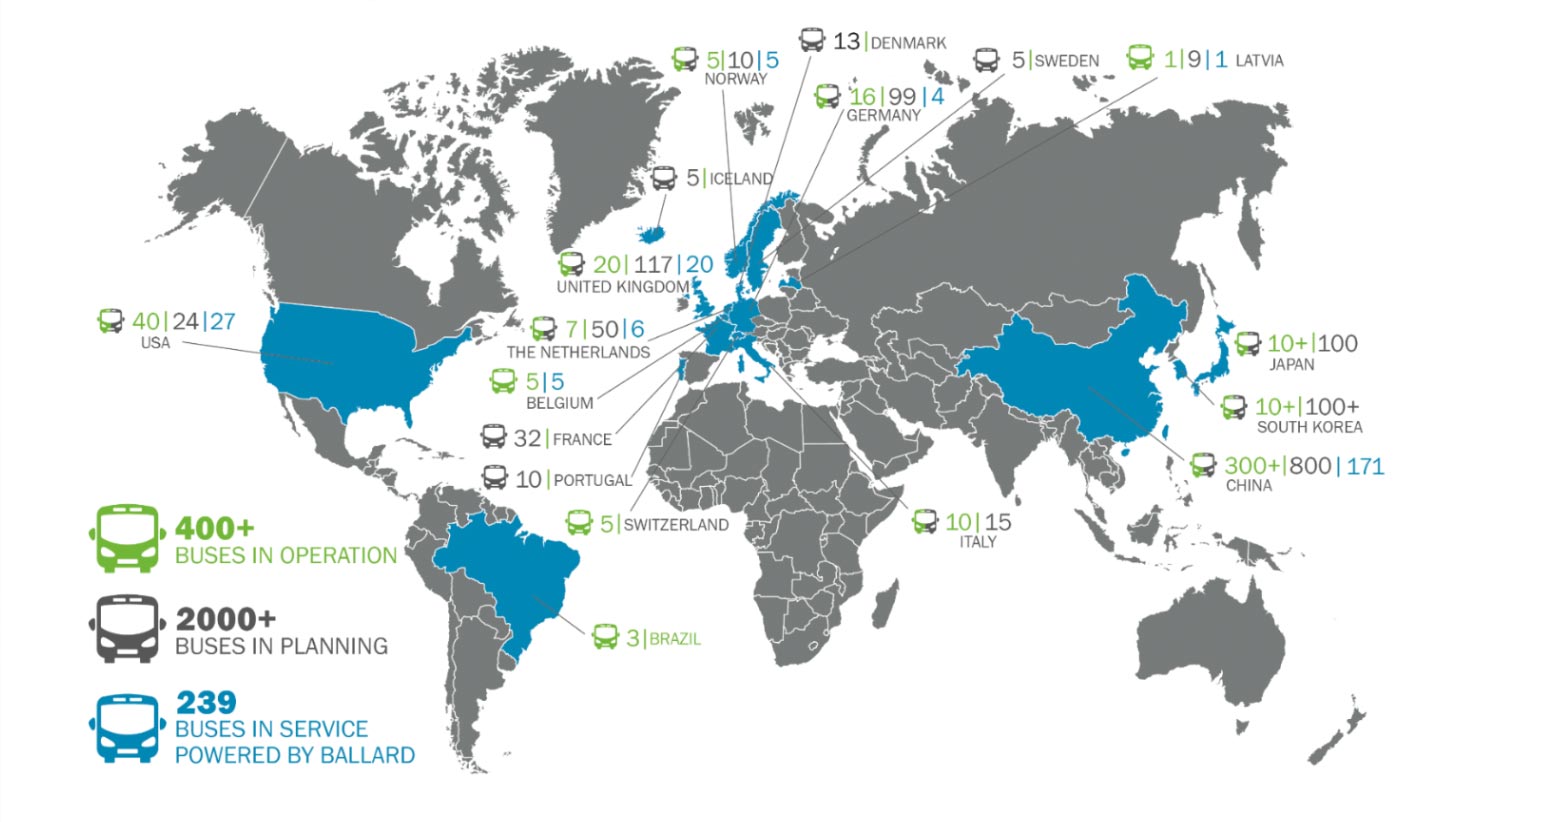 13|DENMARK
5|10|5
NORWAY
5|SWEDEN
1|9|1 LATVIA
16|99|4
GERMANY
5|ICELAND
20|117|20
UNITED KINGDOM
40|24|27
USA
7|50|6
THE NETHERLANDS
10+|100
JAPAN
5|5
BELGIUM
10+|100+
SOUTH KOREA
32|FRANCE
300+|800|171
CHINA
10|PORTUGAL
5|SWITZERLAND
10|15
ITALY
3|BRAZIL
400+
BUSES IN OPERATION
2000+
BUSES IN PLANNING
239
BUSES IN SERVICE
POWERED BY BALLARD